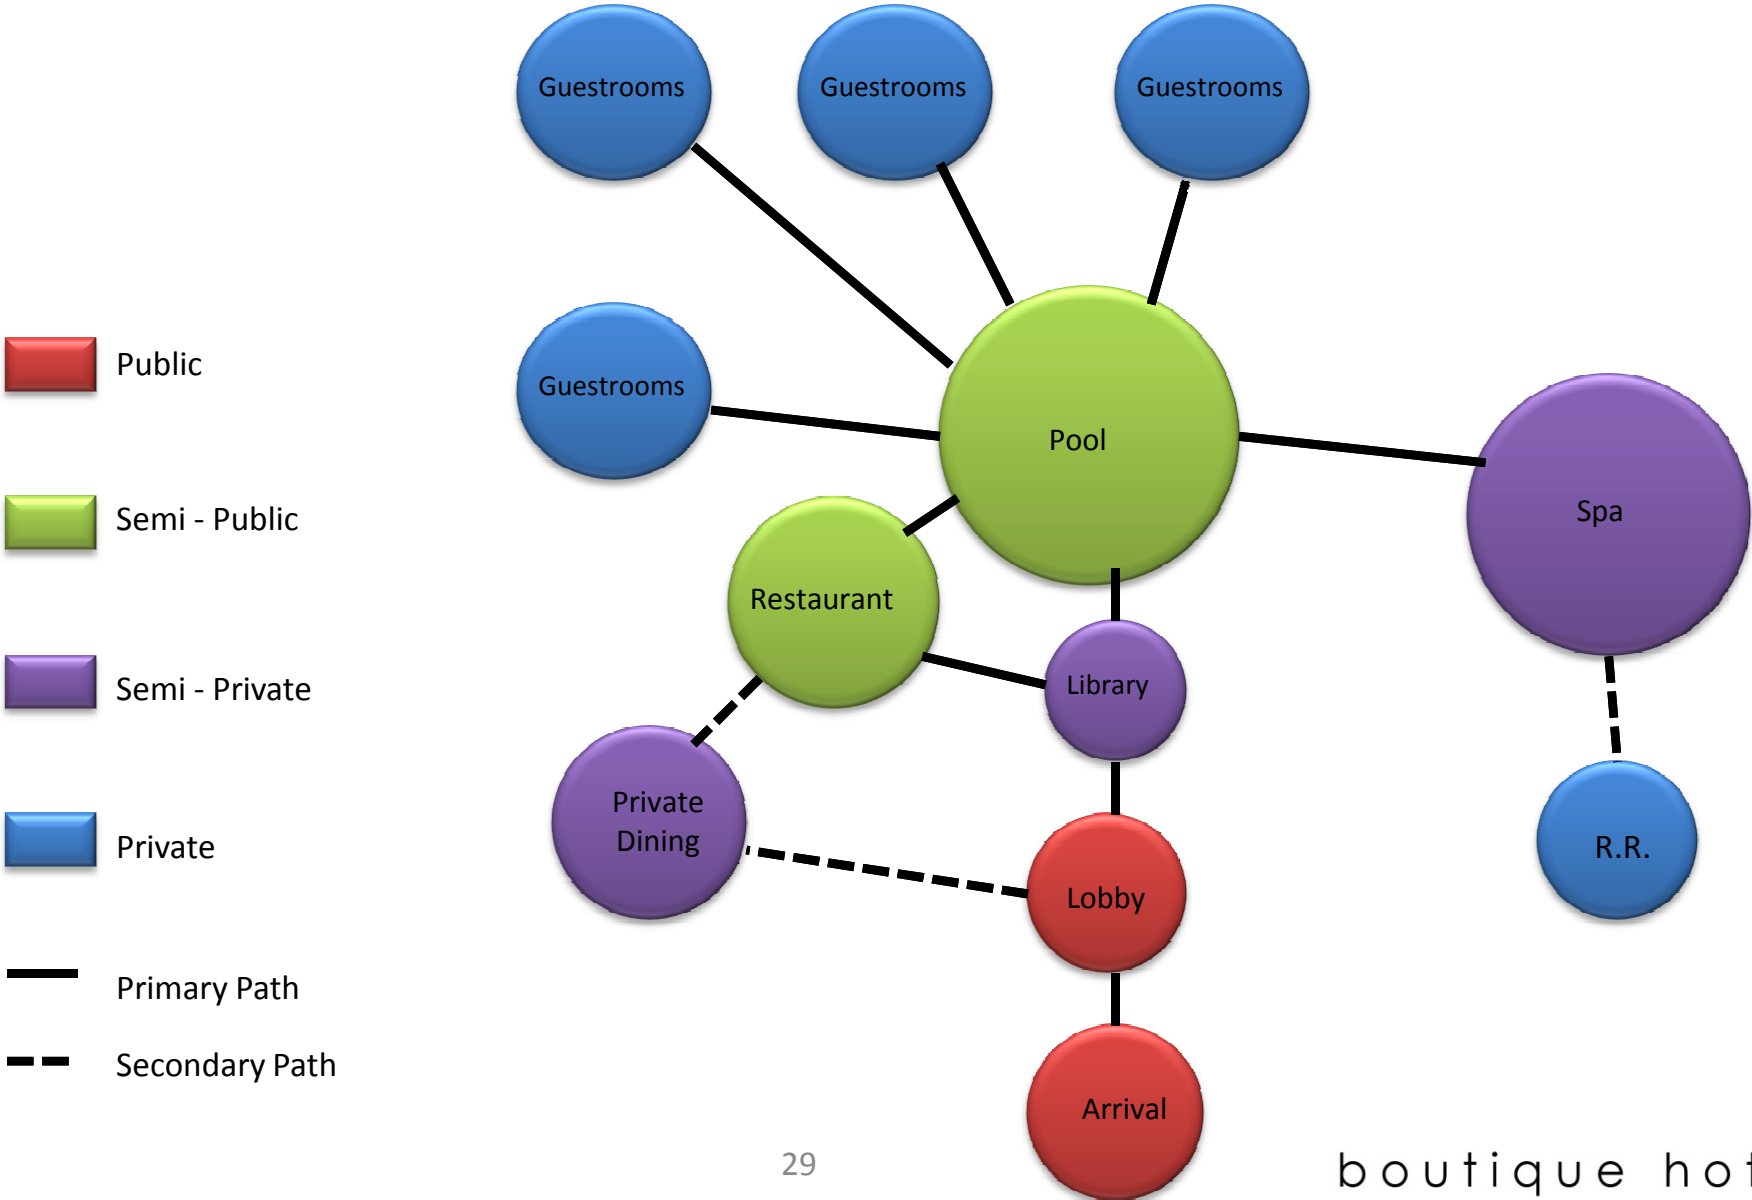 Guestrooms
Guestrooms
Guestrooms
Guestrooms
Pool
Spa
Restaurant
Library
Private
Dining
Lobby
R.R.
Arrival
Public
Semi - Public
Semi - Private
Private
Primary Path
Secondary Path
29
boutique